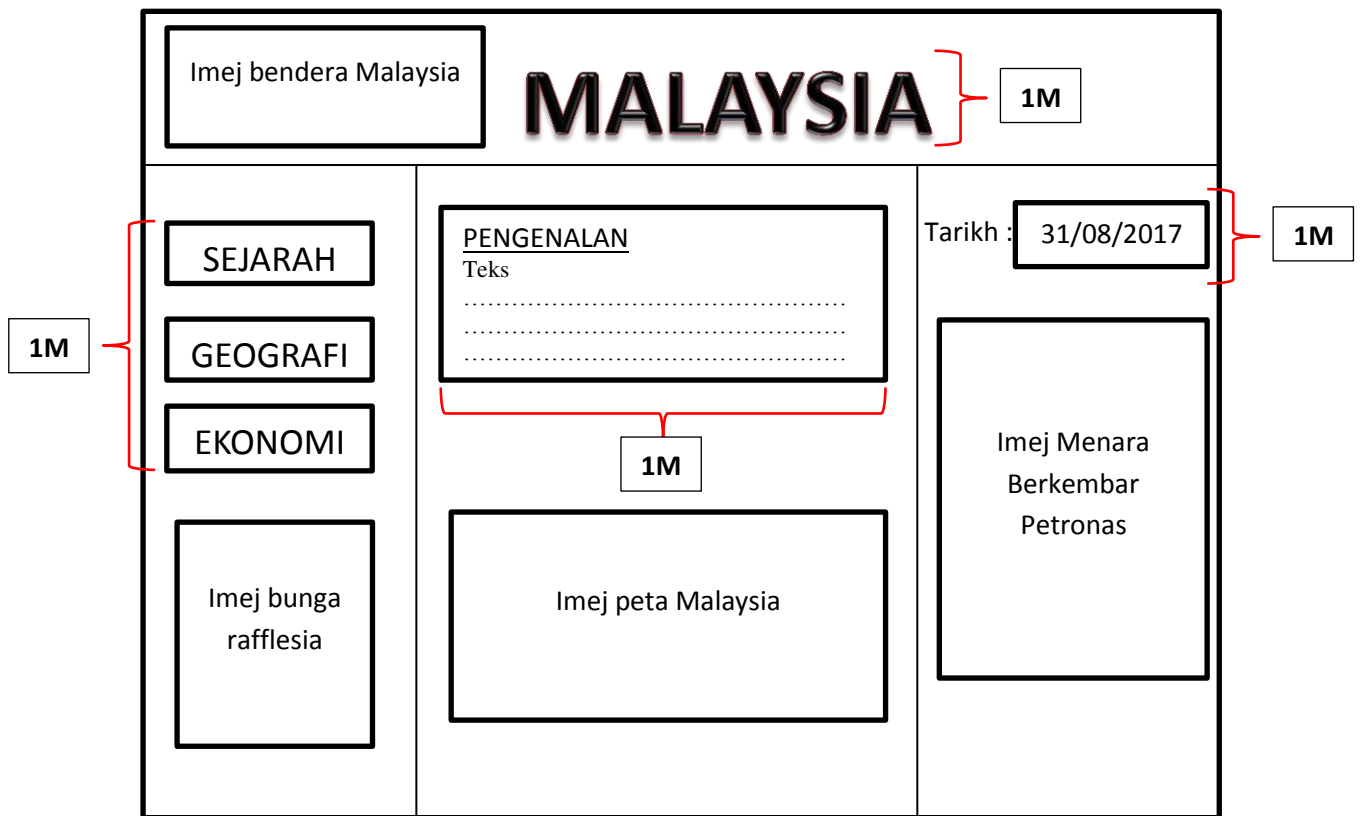 Imej bendera Malaysia
MALAYSIA
1M
SEJARAH
GEOGRAFI
EKONOMI
1M
Imej bunga
rafflesia
PENGENALAN
Teks
................................................
................................................
................................................
1M
Imej peta Malaysia
Tarikh : 31/08/2017
1M
Imej Menara
Berkembar
Petronas